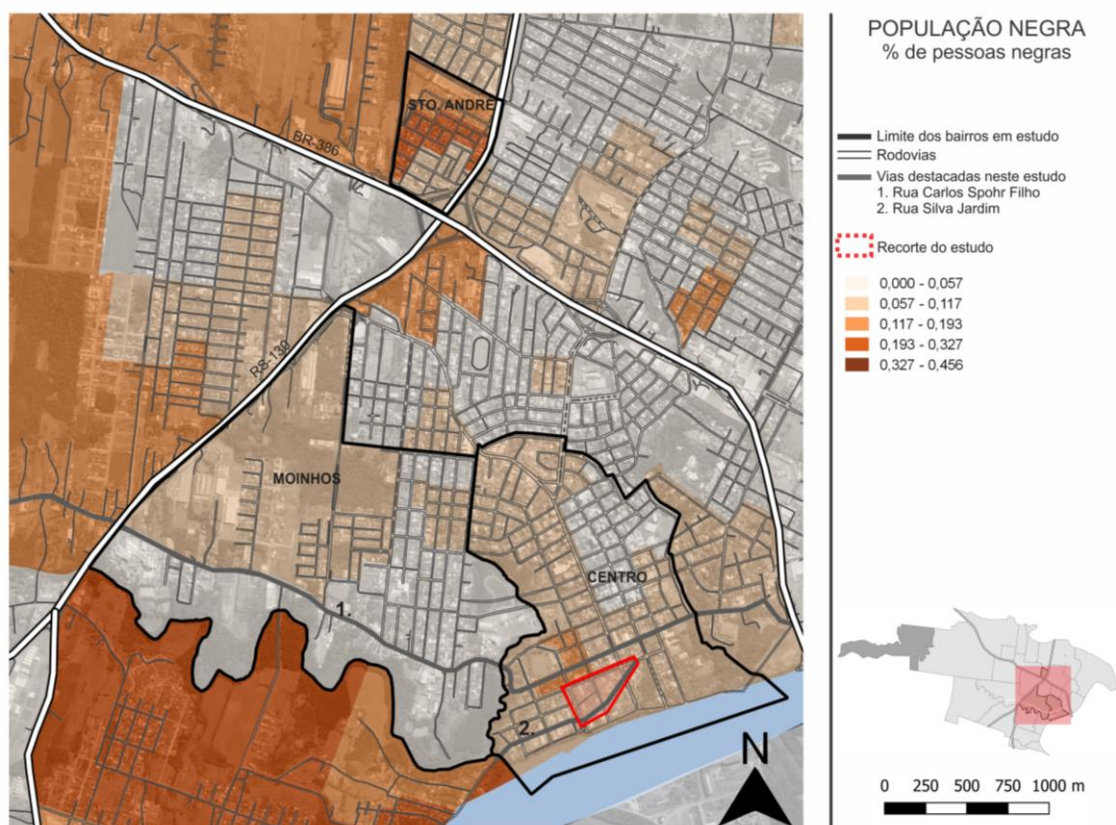 POPULAÇÃO NEGRA
% de pessoas negras
Limite dos bairros em estudo
Rodovias
Vias destacadas neste estudo
1. Rua Carlos Spohr Filho
2. Rua Silva Jardim
Recorte do estudo
0,000 - 0,057
0,057 - 0,117
0,117 - 0,193
0,193 - 0,327
0,327 - 0,456
STO. ANDRÉ
BR-386
RS-130
MOINHOS
CENTRO
1.
2.
N
0 250 500 750 1000 m